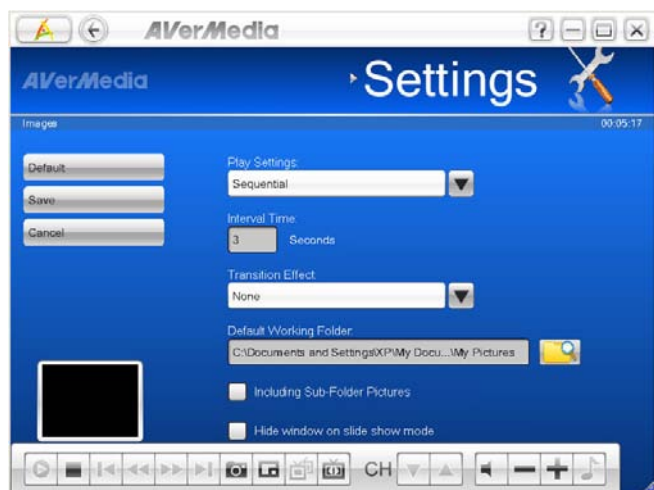 AVerMedia
AVerMedia
Settings
Images
00:05:17
Default
Save
Cancel
Play Settings:
Sequential
Interval Time:
3
Seconds
Transition Effect:
None
Default Working Folder:
C:\Documents and Settings\XP\My Docu...\My Pictures
Including Sub-Folder Pictures
Hide window on slide show mode
CH